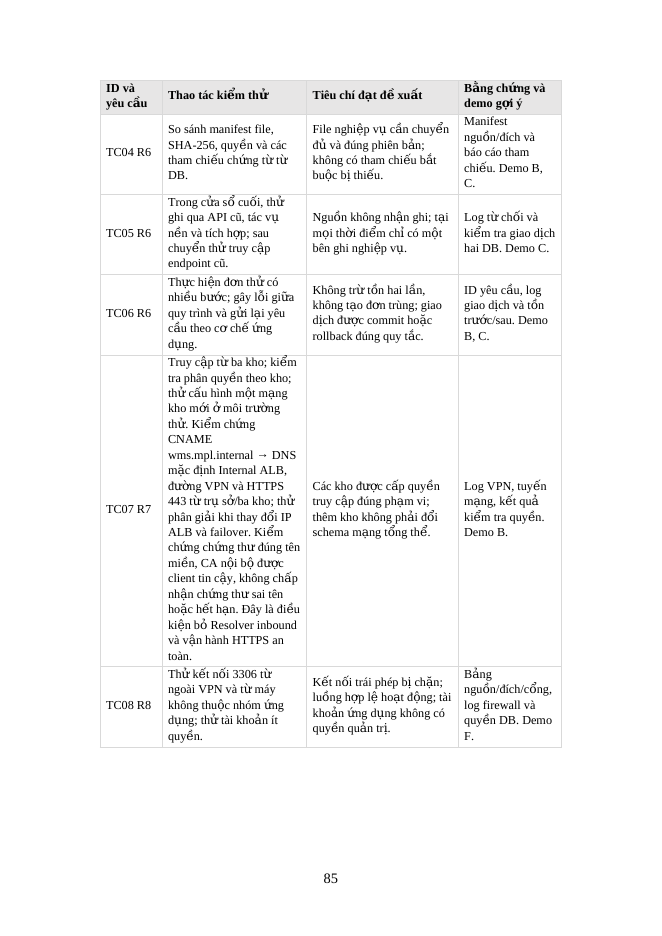 ID và
yêu cầu
Thao tác kiểm thử
Tiêu chí đạt đề xuất
Bằng chứng và
demo gợi ý
TC04 R6
So sánh manifest file,
SHA-256, quyền và các
tham chiếu chứng từ từ
DB.
File nghiệp vụ cần chuyển
đủ và đúng phiên bản;
không có tham chiếu bắt
buộc bị thiếu.
Manifest
nguồn/đích và
báo cáo tham
chiếu. Demo B,
C.
TC05 R6
Trong cửa sổ cuối, thử
ghi qua API cũ, tác vụ
nền và tích hợp; sau
chuyển thử truy cập
endpoint cũ.
Nguồn không nhận ghi; tại
mọi thời điểm chỉ có một
bên ghi nghiệp vụ.
Log từ chối và
kiểm tra giao dịch
hai DB. Demo C.
TC06 R6
Thực hiện đơn thử có
nhiều bước; gây lỗi giữa
quy trình và gửi lại yêu
cầu theo cơ chế ứng
dụng.
Không trừ tồn hai lần,
không tạo đơn trùng; giao
dịch được commit hoặc
rollback đúng quy tắc.
ID yêu cầu, log
giao dịch và tồn
trước/sau. Demo
B, C.
TC07 R7
Truy cập từ ba kho; kiểm
tra phân quyền theo kho;
thử cấu hình một mạng
kho mới ở môi trường
thử. Kiểm chứng
CNAME
wms.mpl.internal → DNS
mặc định Internal ALB,
đường VPN và HTTPS
443 từ trụ sở/ba kho; thử
phân giải khi thay đổi IP
ALB và failover. Kiểm
chứng chứng thư đúng tên
miền, CA nội bộ được
client tin cậy, không chấp
nhận chứng thư sai tên
hoặc hết hạn. Đây là điều
kiện bỏ Resolver inbound
và vận hành HTTPS an
toàn.
Các kho được cấp quyền
truy cập đúng phạm vi;
thêm kho không phải đổi
schema mạng tổng thể.
Log VPN, tuyến
mạng, kết quả
kiểm tra quyền.
Demo B.
TC08 R8
Thử kết nối 3306 từ
ngoài VPN và từ máy
không thuộc nhóm ứng
dụng; thử tài khoản ít
quyền.
Kết nối trái phép bị chặn;
luồng hợp lệ hoạt động; tài
khoản ứng dụng không có
quyền quản trị.
Bảng
nguồn/đích/cổng,
log firewall và
quyền DB. Demo
F.
85